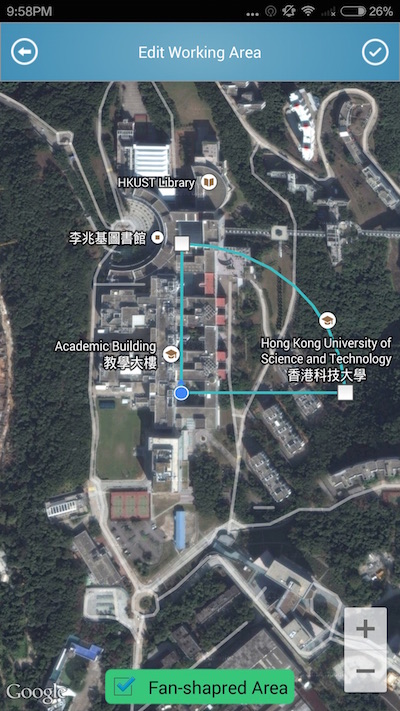 9:58PM
26%
Edit Working Area
HKUST Library
李兆基圖書館
Academic Building
教學大樓
Hong Kong University of
Science and Technology
香港科技大學
+
−
Google
Fan-shapred Area